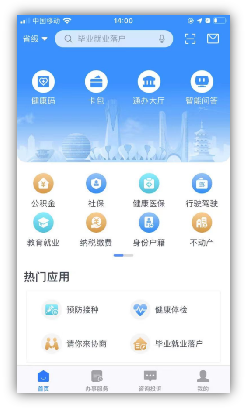 中国移动 14:00
省级 毕业就业落户
健康码 卡包 通办大厅 智能问答
公积金 社保 健康医保 行驶驾驶
教育就业 纳税缴费 身份户籍 不动产
热门应用
预防接种 健康体检
请你来协商 毕业就业落户
首页 办事服务 咨询投诉 我的